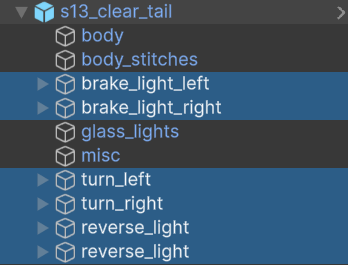 s13_clear_tail
body
body_stitches
brake_light_left
brake_light_right
glass_lights
misc
turn_left
turn_right
reverse_light
reverse_light